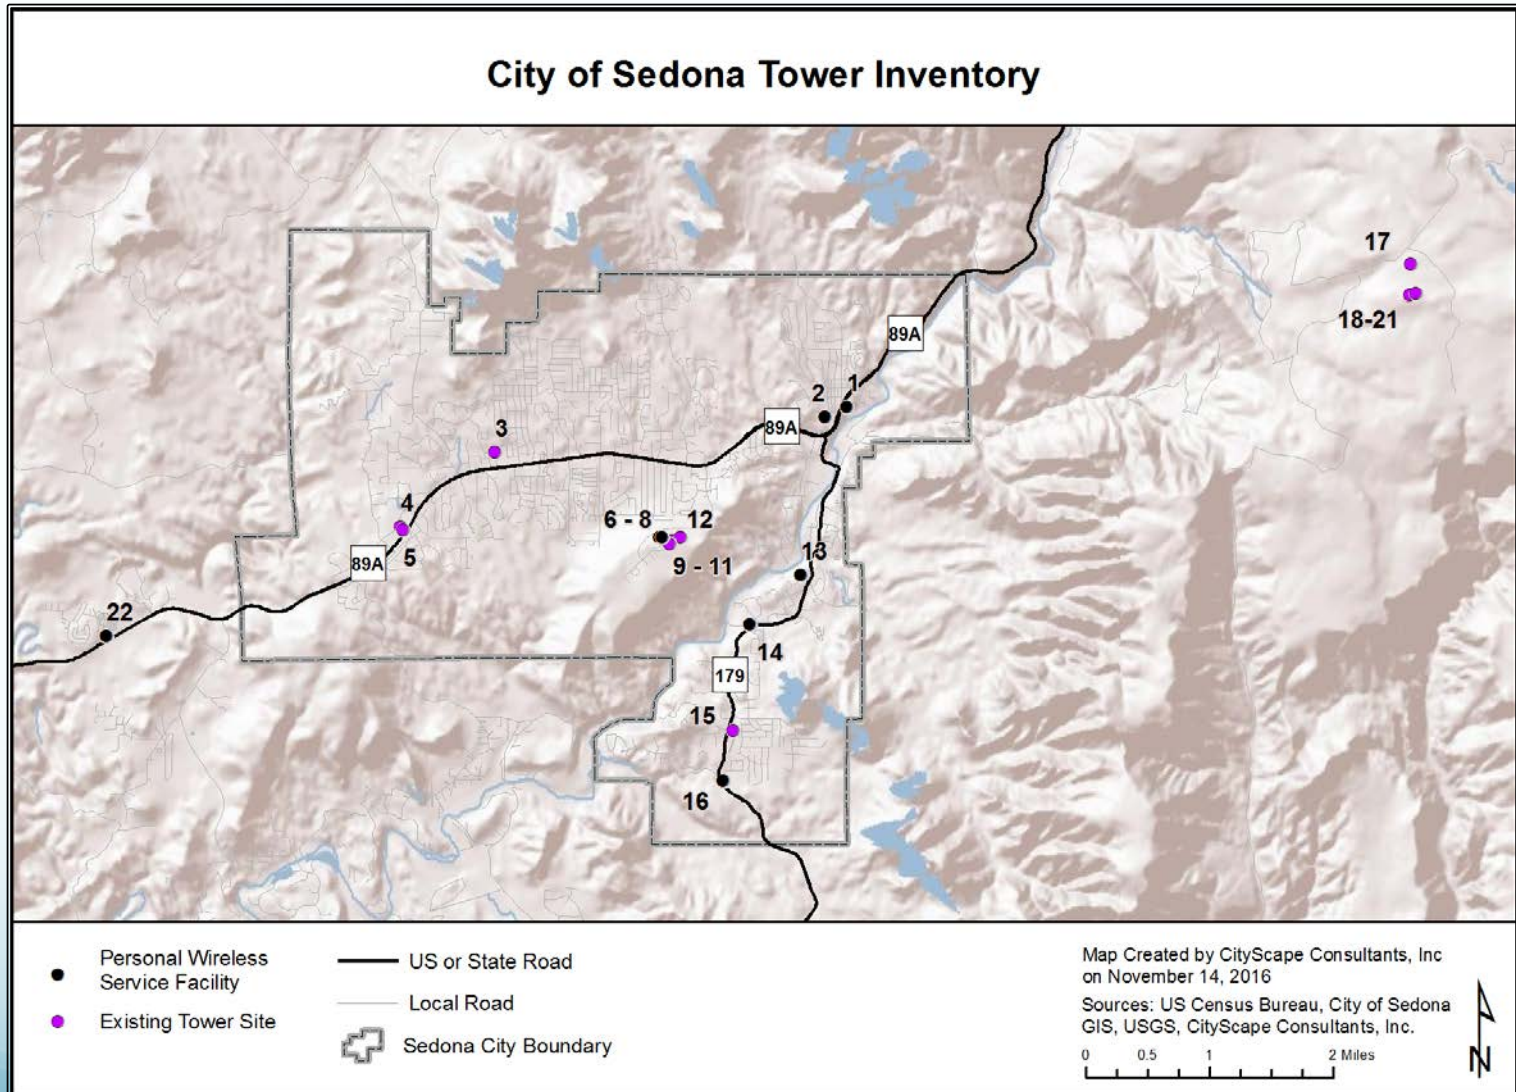 City of Sedona Tower Inventory
17
18-21
89A
1
2
89A
3
4
5
6 - 8
12
9 - 11
89A
13
22
14
179
15
16
Personal Wireless
Service Facility
Existing Tower Site
US or State Road
Local Road
Sedona City Boundary
Map Created by CityScape Consultants, Inc
on November 14, 2016
Sources: US Census Bureau, City of Sedona
GIS, USGS, CityScape Consultants, Inc.
0 0.5 1 2 Miles
N